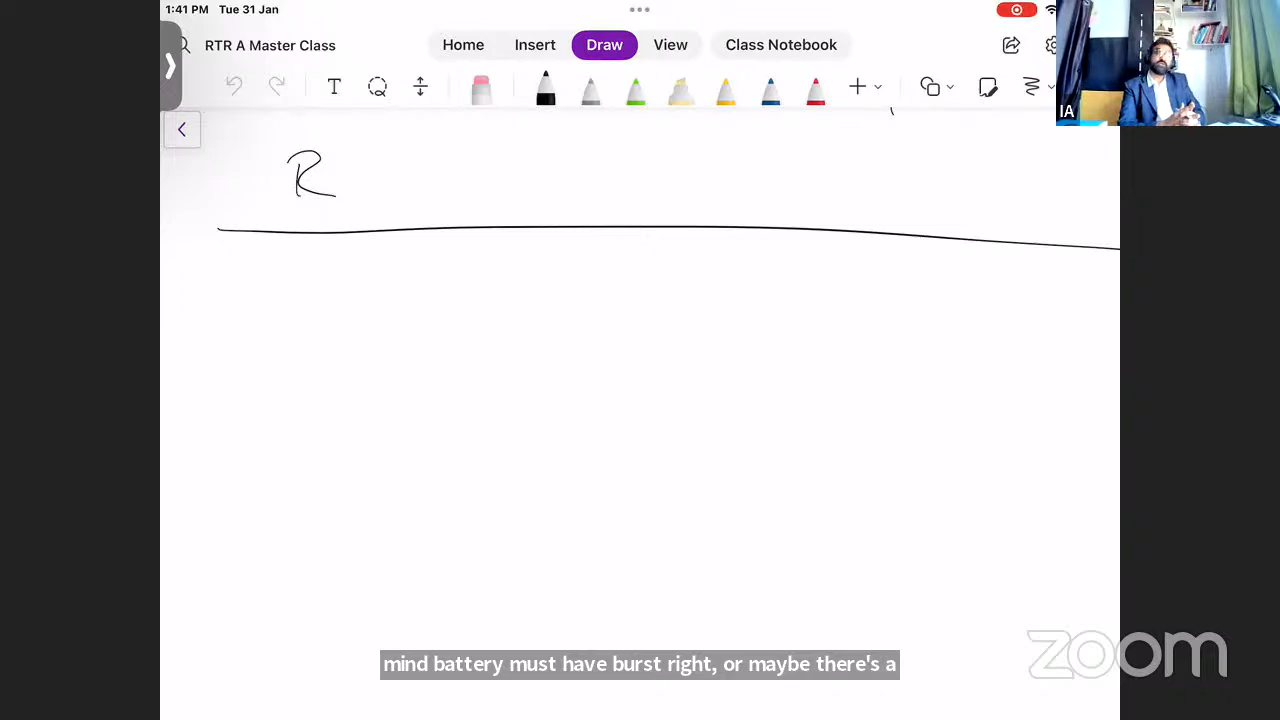 1:41 PM Tue 31 Jan
RTR A Master Class
Home Insert Draw View Class Notebook
T
IA
R
mind battery must have burst right, or maybe there's a
zoom